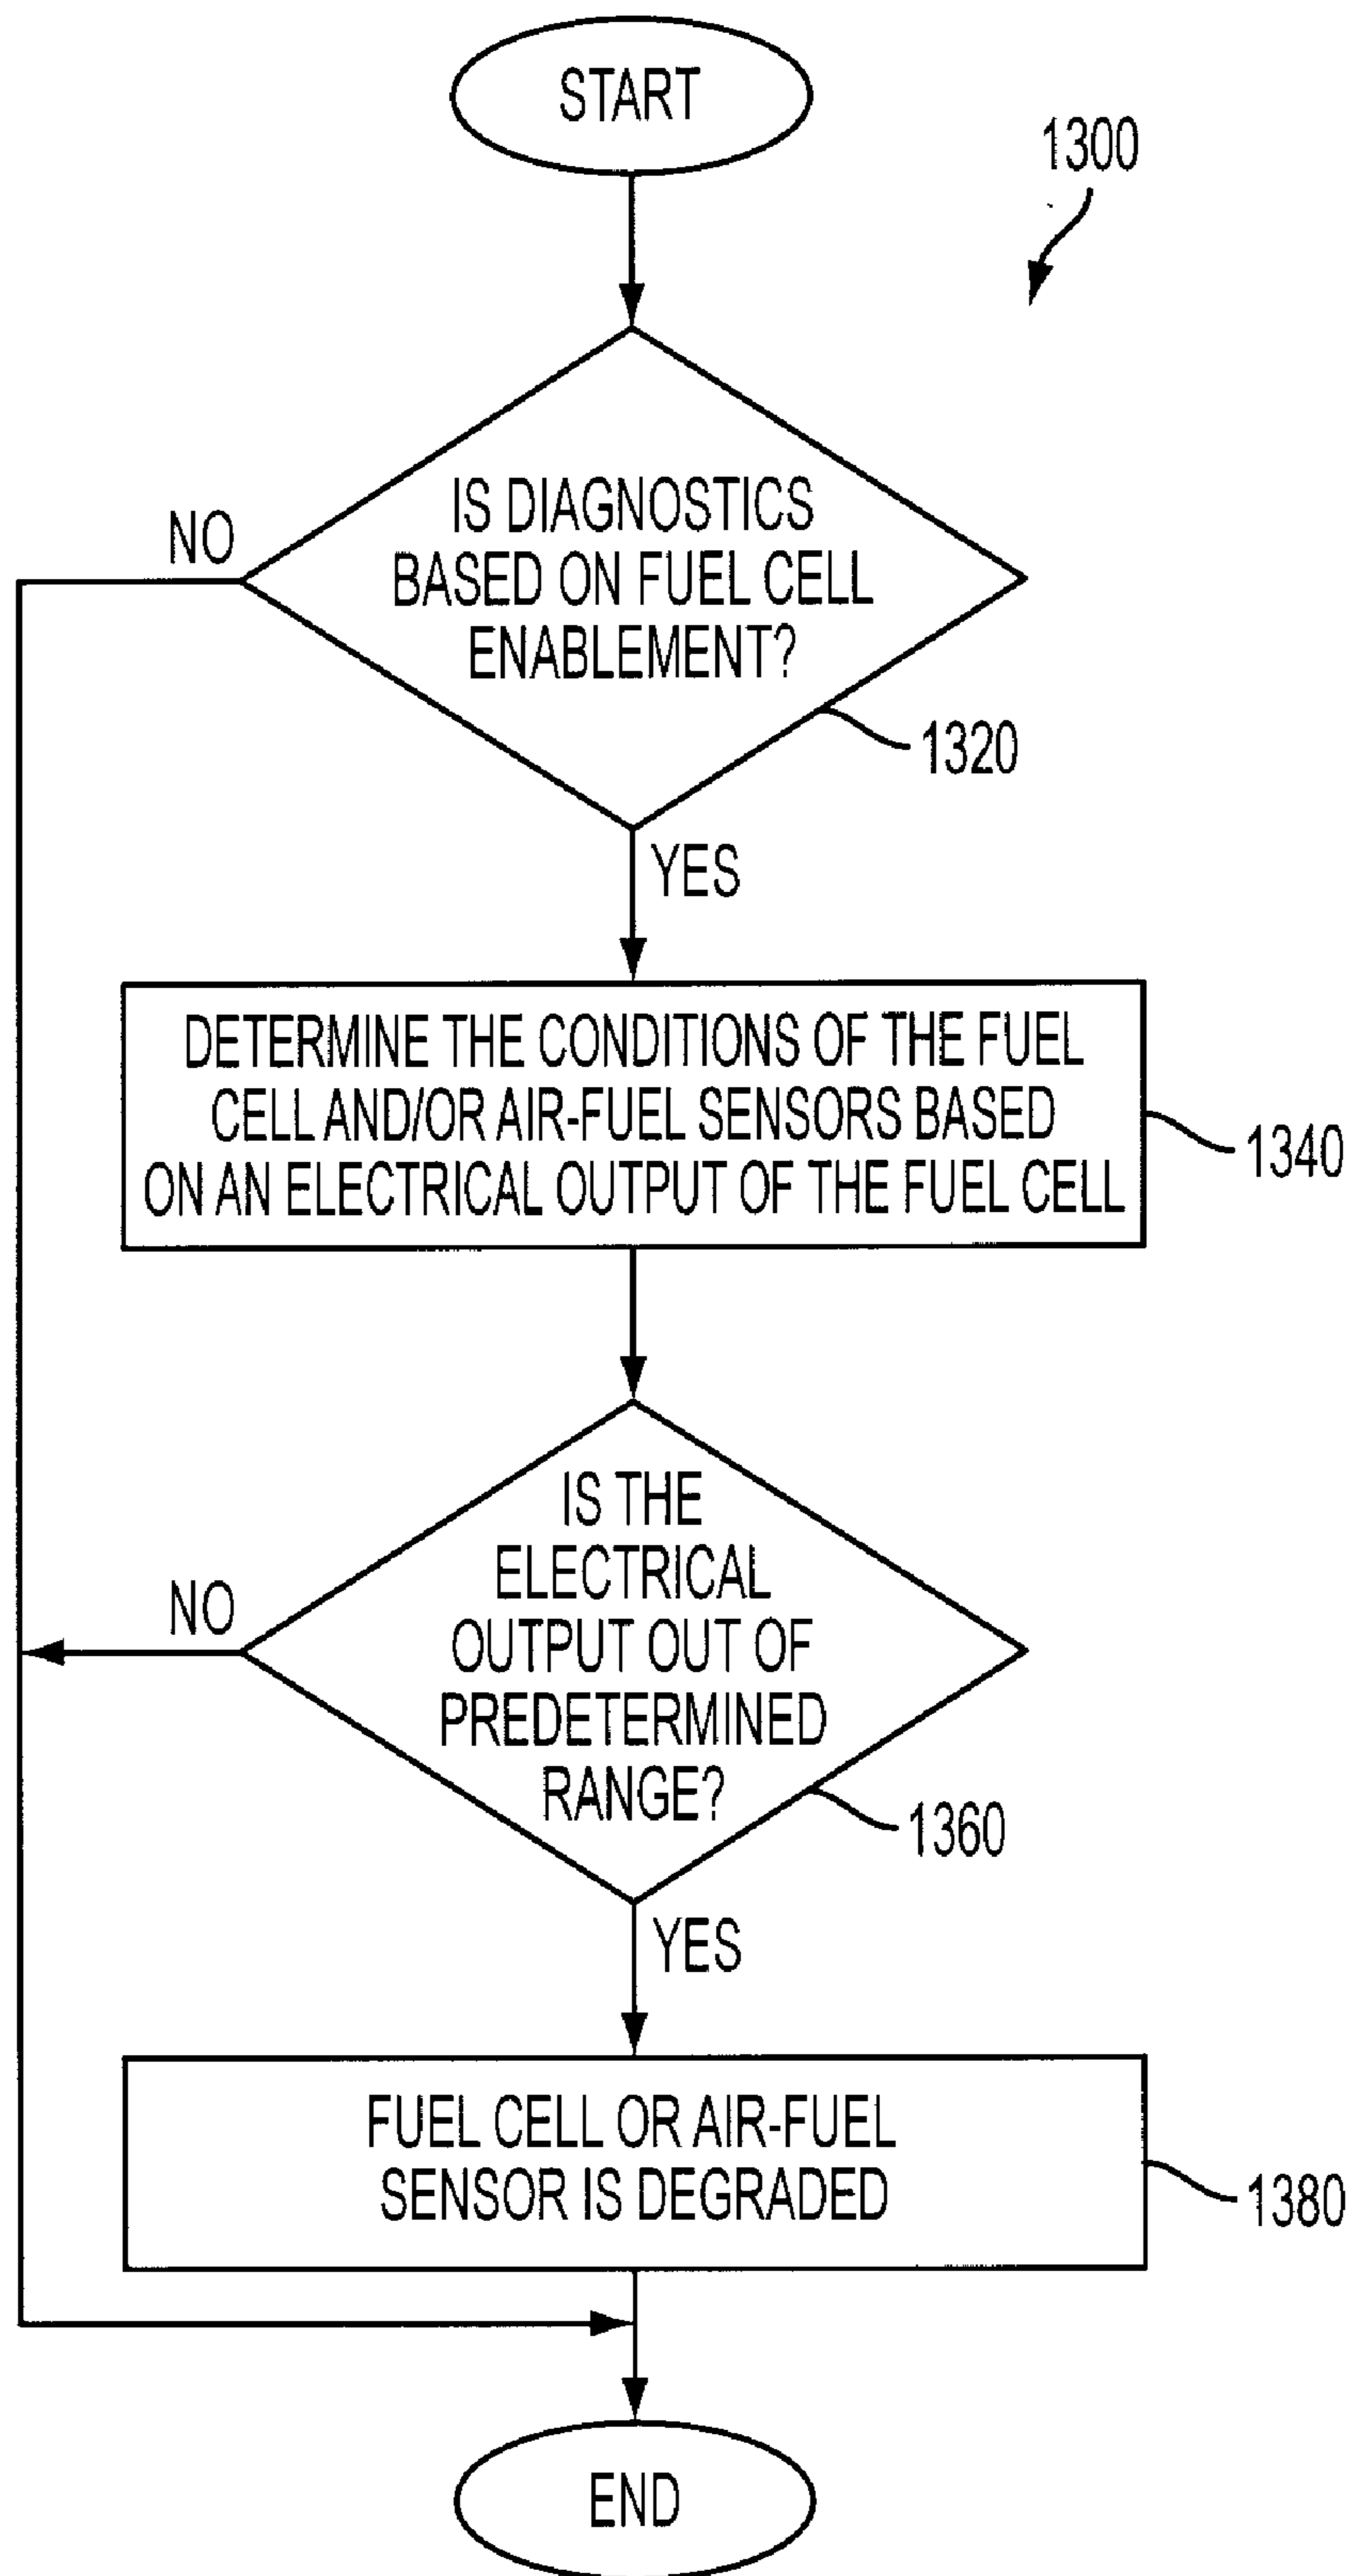 START
1300
IS DIAGNOSTICS
BASED ON FUEL CELL
ENABLEMENT?
NO
1320
YES
DETERMINE THE CONDITIONS OF THE FUEL
CELL AND/OR AIR-FUEL SENSORS BASED
ON AN ELECTRICAL OUTPUT OF THE FUEL CELL
1340
IS THE
ELECTRICAL
OUTPUT OUT OF
PREDETERMINED
RANGE?
NO
1360
YES
FUEL CELL OR AIR-FUEL
SENSOR IS DEGRADED
1380
END